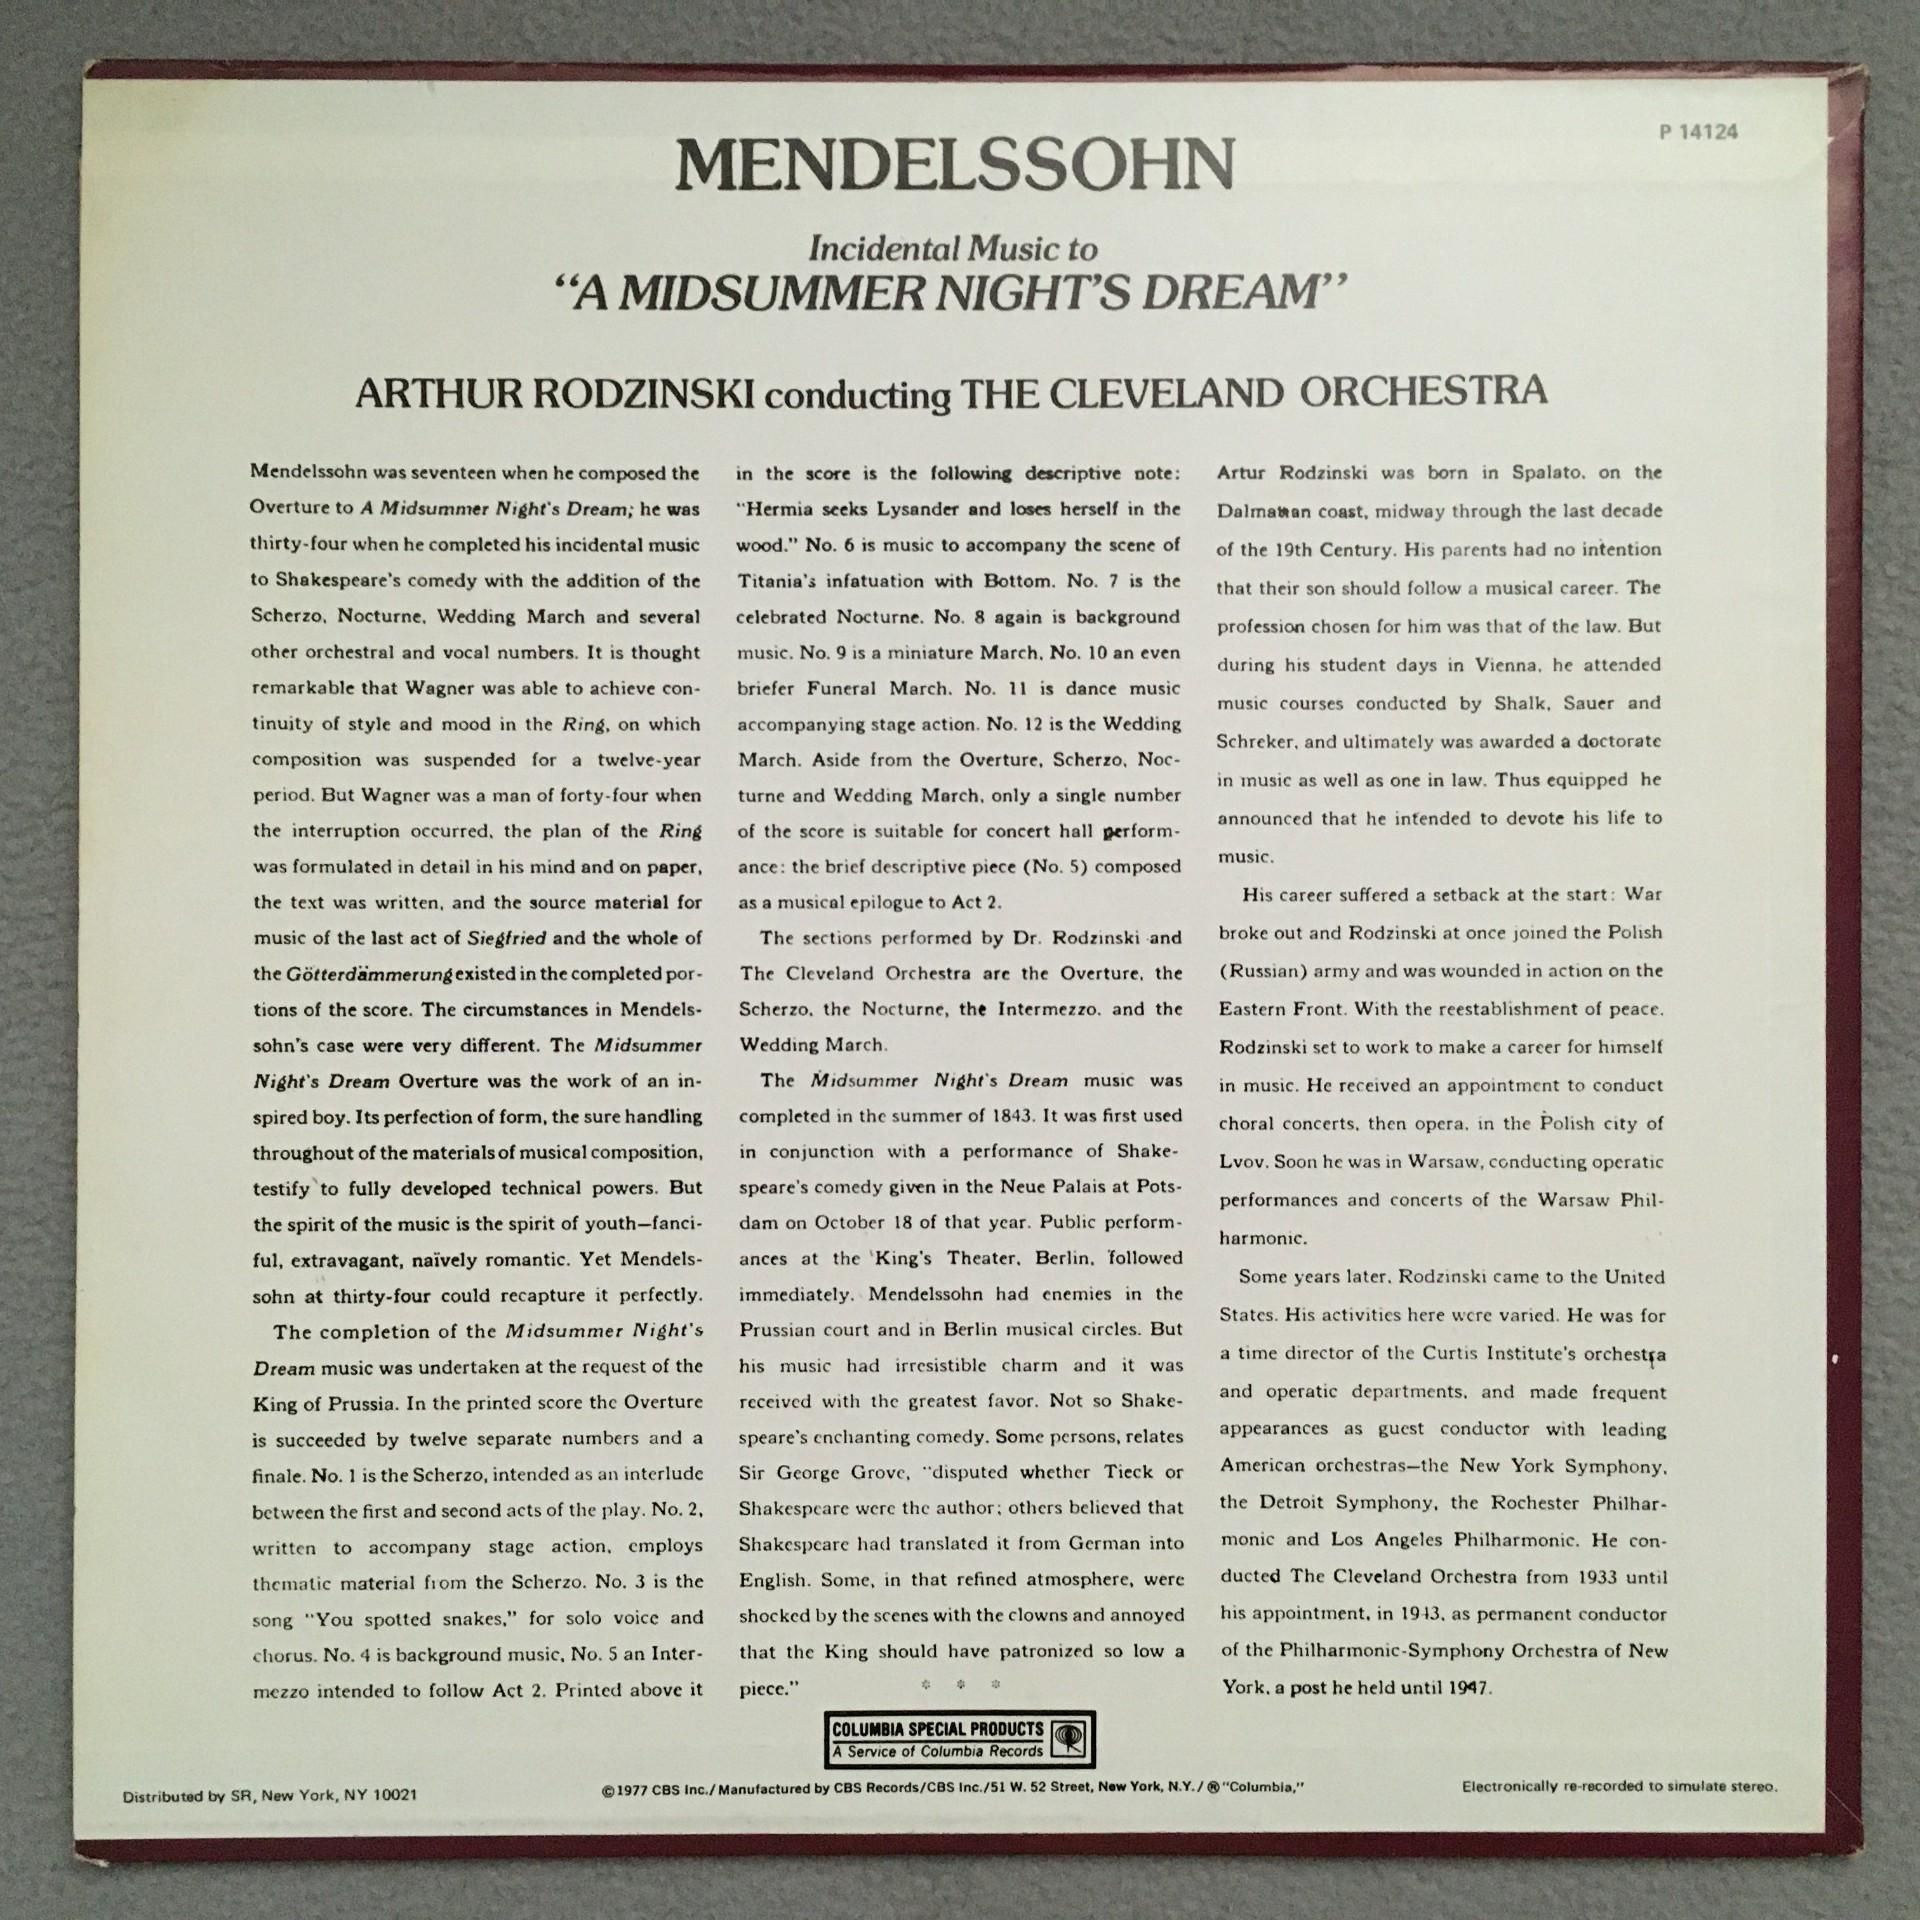 P 14124
MENDELSSOHN
Incidental Music to
"A MIDSUMMER NIGHT'S DREAM"
ARTHUR RODZINSKI conducting THE CLEVELAND ORCHESTRA
Mendelssohn was seventeen when he composed the
Overture to A Midsummer Night's Dream; he was
thirty-four when he completed his incidental music
to Shakespeare's comedy with the addition of the
Scherzo, Nocturne, Wedding March and several
other orchestral and vocal numbers. It is thought
remarkable that Wagner was able to achieve con-
tinuity of style and mood in the Ring, on which
composition was suspended for a twelve-year
period. But Wagner was a man of forty-four when
the interruption occurred, the plan of the Ring
was formulated in detail in his mind and on paper,
the text was written, and the source material for
music of the last act of Siegfried and the whole of
the Götterdämmerung existed in the completed por-
tions of the score. The circumstances in Mendels-
sohn's case were very different. The Midsummer
Night's Dream Overture was the work of an in-
spired boy. Its perfection of form, the sure handling
throughout of the materials of musical composition,
testify to fully developed technical powers. But
the spirit of the music is the spirit of youth—fanci-
ful, extravagant, naïvely romantic. Yet Mendels-
sohn at thirty-four could recapture it perfectly.
The completion of the Midsummer Night's
Dream music was undertaken at the request of the
King of Prussia. In the printed score the Overture
is succeeded by twelve separate numbers and a
finale. No. 1 is the Scherzo, intended as an interlude
between the first and second acts of the play. No. 2,
written to accompany stage action, employs
thematic material from the Scherzo. No. 3 is the
song "You spotted snakes," for solo voice and
chorus. No. 4 is background music, No. 5 an Inter-
mezzo intended to follow Act 2. Printed above it
in the score is the following descriptive note:
"Hermia seeks Lysander and loses herself in the
wood." No. 6 is music to accompany the scene of
Titania's infatuation with Bottom. No. 7 is the
celebrated Nocturne. No. 8 again is background
music. No. 9 is a miniature March, No. 10 an even
briefer Funeral March. No. 11 is dance music
accompanying stage action. No. 12 is the Wedding
March. Aside from the Overture, Scherzo, Noc-
turne and Wedding March, only a single number
of the score is suitable for concert hall perform-
ance: the brief descriptive piece (No. 5) composed
as a musical epilogue to Act 2.
The sections performed by Dr. Rodzinski and
The Cleveland Orchestra are the Overture, the
Scherzo, the Nocturne, the Intermezzo, and the
Wedding March.
The Midsummer Night's Dream music was
completed in the summer of 1843. It was first used
in conjunction with a performance of Shake-
speare's comedy given in the Neue Palais at Pots-
dam on October 18 of that year. Public perform-
ances at the King's Theater, Berlin, followed
immediately. Mendelssohn had enemies in the
Prussian court and in Berlin musical circles. But
his music had irresistible charm and it was
received with the greatest favor. Not so Shake-
speare's enchanting comedy. Some persons, relates
Sir George Grove, "disputed whether Tieck or
Shakespeare were the author; others believed that
Shakespeare had translated it from German into
English. Some, in that refined atmosphere, were
shocked by the scenes with the clowns and annoyed
that the King should have patronized so low a
piece."
* * *
Artur Rodzinski was born in Spalato, on the
Dalmatian coast, midway through the last decade
of the 19th Century. His parents had no intention
that their son should follow a musical career. The
profession chosen for him was that of the law. But
during his student days in Vienna, he attended
music courses conducted by Shalk, Sauer and
Schreker, and ultimately was awarded a doctorate
in music as well as one in law. Thus equipped he
announced that he intended to devote his life to
music.
His career suffered a setback at the start: War
broke out and Rodzinski at once joined the Polish
(Russian) army and was wounded in action on the
Eastern Front. With the reestablishment of peace,
Rodzinski set to work to make a career for himself
in music. He received an appointment to conduct
choral concerts, then opera, in the Polish city of
Lvov. Soon he was in Warsaw, conducting operatic
performances and concerts of the Warsaw Phil-
harmonic.
Some years later, Rodzinski came to the United
States. His activities here were varied. He was for
a time director of the Curtis Institute's orchestra
and operatic departments, and made frequent
appearances as guest conductor with leading
American orchestras—the New York Symphony,
the Detroit Symphony, the Rochester Philhar-
monic and Los Angeles Philharmonic. He con-
ducted The Cleveland Orchestra from 1933 until
his appointment, in 1943, as permanent conductor
of the Philharmonic-Symphony Orchestra of New
York, a post he held until 1947.
COLUMBIA SPECIAL PRODUCTS
A Service of Columbia Records
Distributed by SR, New York, NY 10021
©1977 CBS Inc./Manufactured by CBS Records/CBS Inc./51 W. 52 Street, New York, N.Y./® "Columbia,"
Electronically re-recorded to simulate stereo.